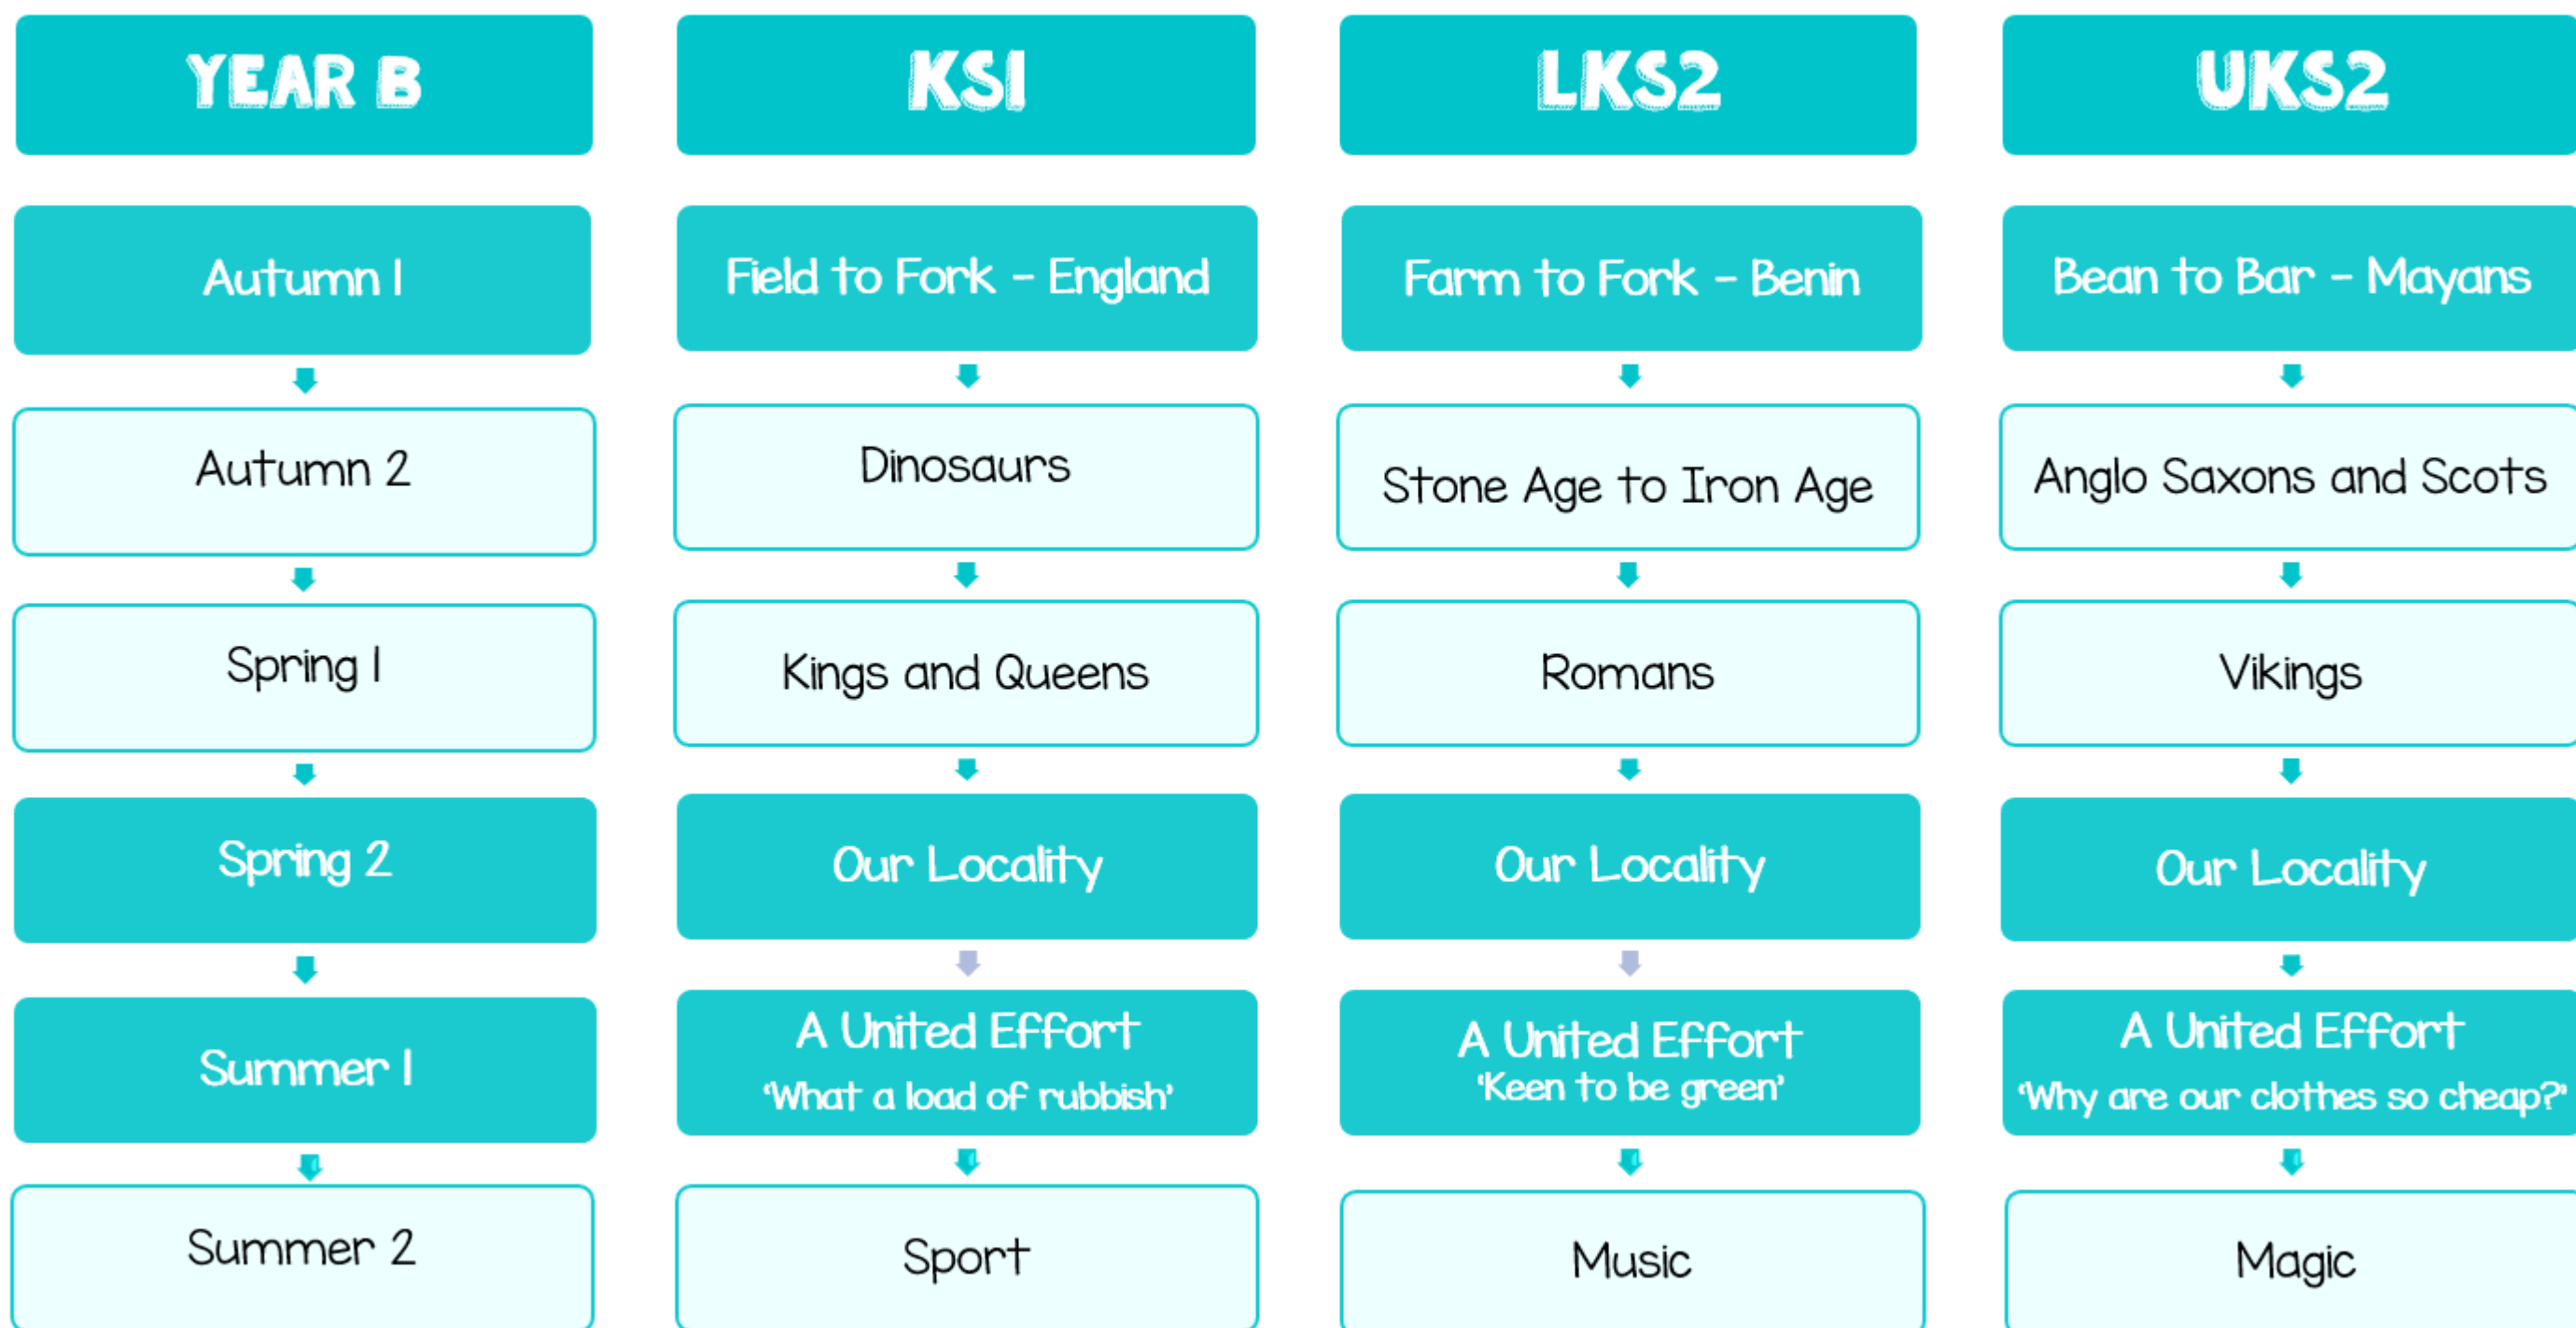 YEAR B
KS1
LKS2
UKS2
Autumn 1
Field to Fork - England
Farm to Fork - Benin
Bean to Bar - Mayans
Autumn 2
Dinosaurs
Stone Age to Iron Age
Anglo Saxons and Scots
Spring 1
Kings and Queens
Romans
Vikings
Spring 2
Our Locality
Our Locality
Our Locality
Summer 1
A United Effort
‘What a load of rubbish’
A United Effort
‘Keen to be green’
A United Effort
‘Why are our clothes so cheap?’
Summer 2
Sport
Music
Magic